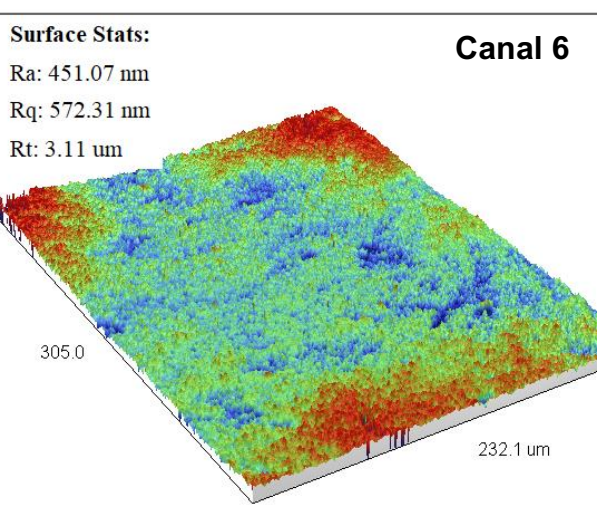 Surface Stats:
Canal 6
Ra: 451.07 nm
Rq: 572.31 nm
Rt: 3.11 um
305.0
232.1 um